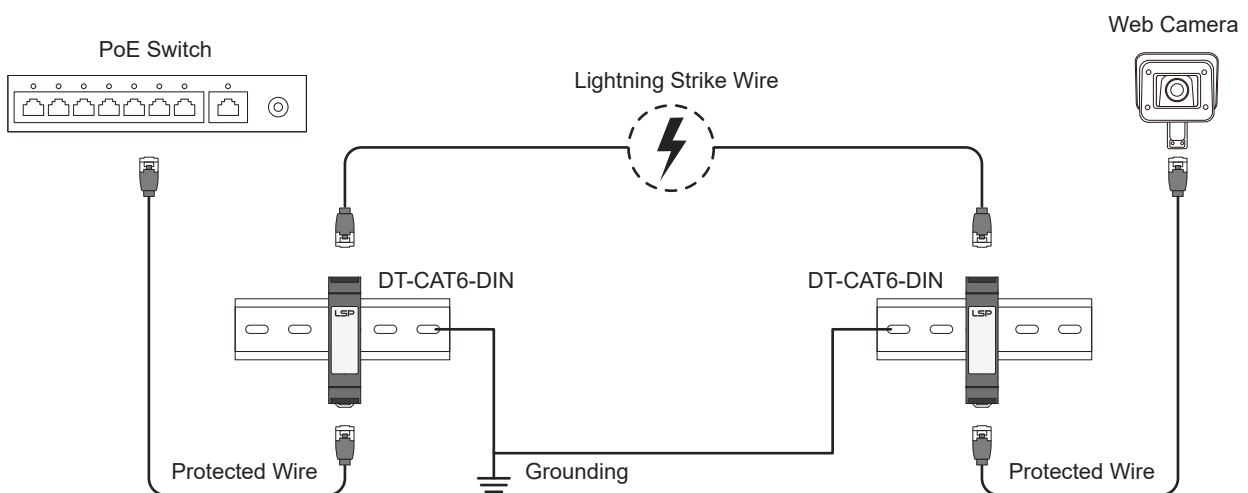 Web Camera
PoE Switch
Lightning Strike Wire
DT-CAT6-DIN
DT-CAT6-DIN
LSP
LSP
Protected Wire
Grounding
Protected Wire